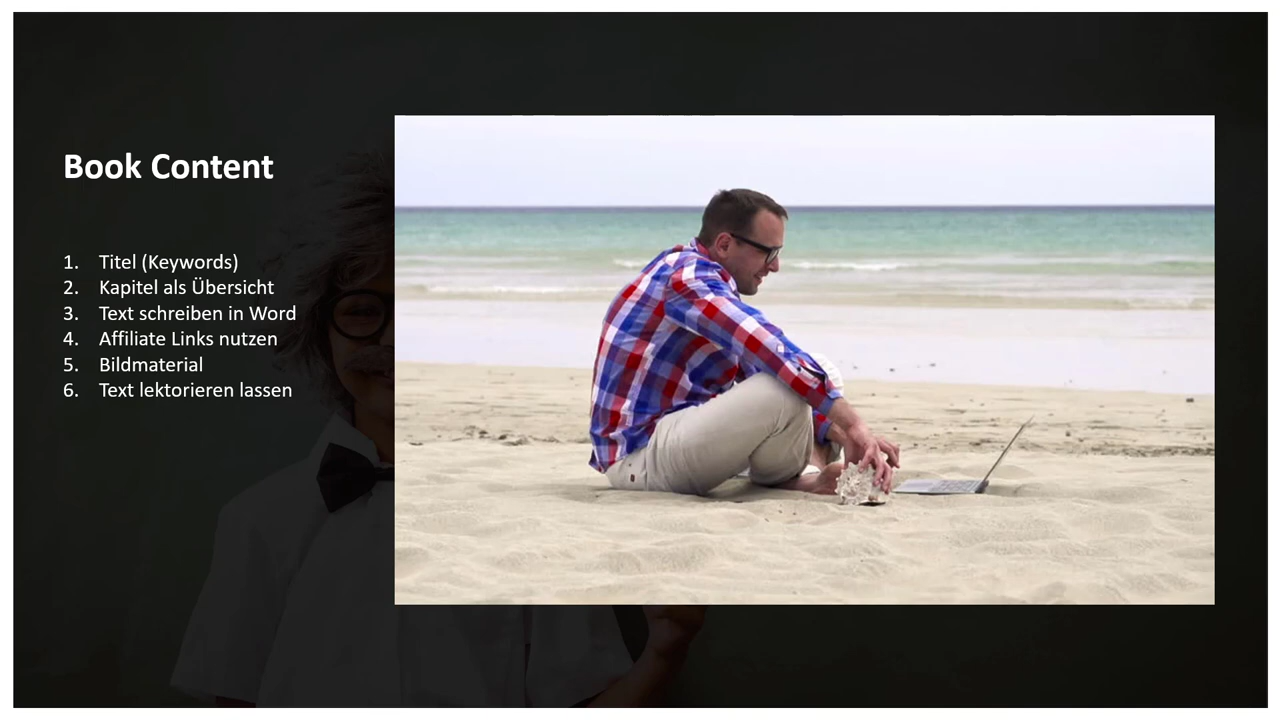 Book Content
1. Titel (Keywords)
2. Kapitel als Übersicht
3. Text schreiben in Word
4. Affiliate Links nutzen
5. Bildmaterial
6. Text lektorieren lassen